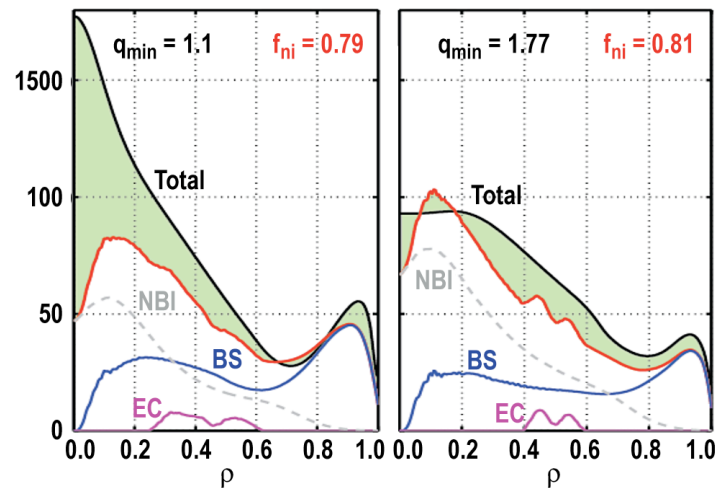 q_min = 1.1 f_ni = 0.79
q_min = 1.77 f_ni = 0.81
1500
Total
100
Total
NBI
NBI
50
BS
BS
EC
EC
0
0.0 0.2 0.4 0.6 0.8 1.0
0.0 0.2 0.4 0.6 0.8 1.0
ρ
ρ